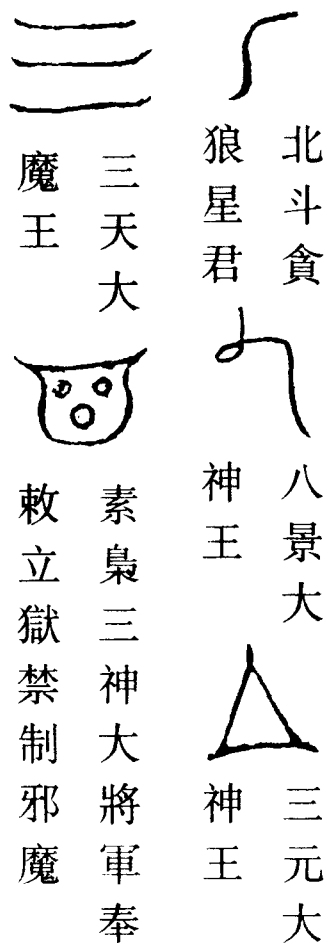 北斗貪
狼星君
八景大
神王
三元大
神王
三天大
魔王
素梟三神大將軍奉
敕立獄禁制邪魔